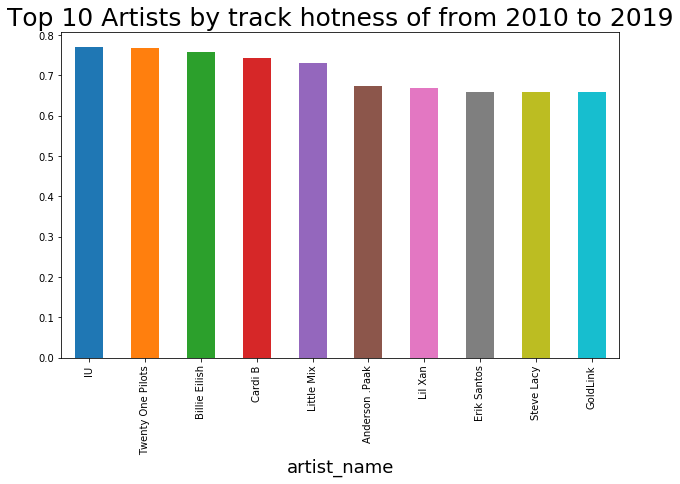 Top 10 Artists by track hotness of from 2010 to 2019
0.8
0.7
0.6
0.5
0.4
0.3
0.2
0.1
0.0
IU
Twenty One Pilots
Billie Eilish
Cardi B
Little Mix
Anderson .Paak
Lil Xan
Erik Santos
Steve Lacy
GoldLink
artist_name